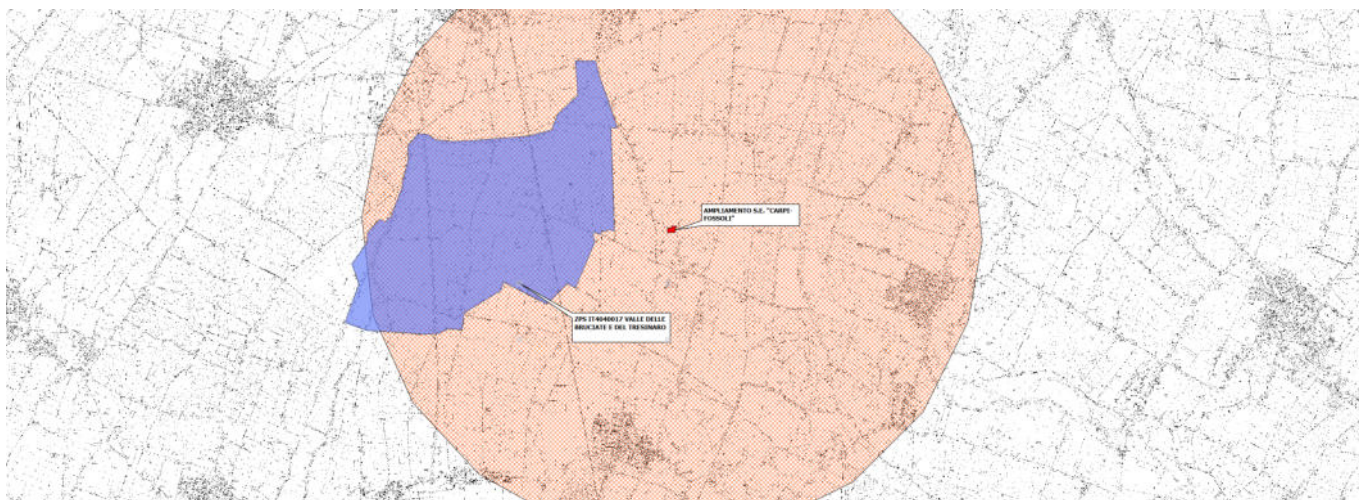 AMPLIAMENTO S.E. "CARPI-
FOSSOLI"
ZPS IT4040017 VALLE DELLE
BRUCIATE E DEL TRESINARO